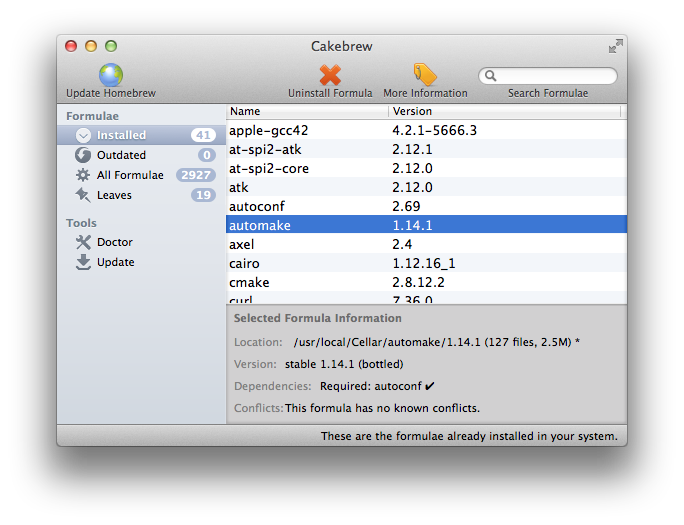 Cakebrew
Update Homebrew Uninstall Formula More Information Search Formulae
Formulae
Installed 41
Outdated 0
All Formulae 2927
Leaves 19
Tools
Doctor
Update
Name Version
apple-gcc42 4.2.1-5666.3
at-spi2-atk 2.12.1
at-spi2-core 2.12.0
atk 2.12.0
autoconf 2.69
automake 1.14.1
axel 2.4
cairo 1.12.16_1
cmake 2.8.12.2
curl 7.36.0
Selected Formula Information
Location: /usr/local/Cellar/automake/1.14.1 (127 files, 2.5M) *
Version: stable 1.14.1 (bottled)
Dependencies: Required: autoconf ✔
Conflicts: This formula has no known conflicts.
These are the formulae already installed in your system.